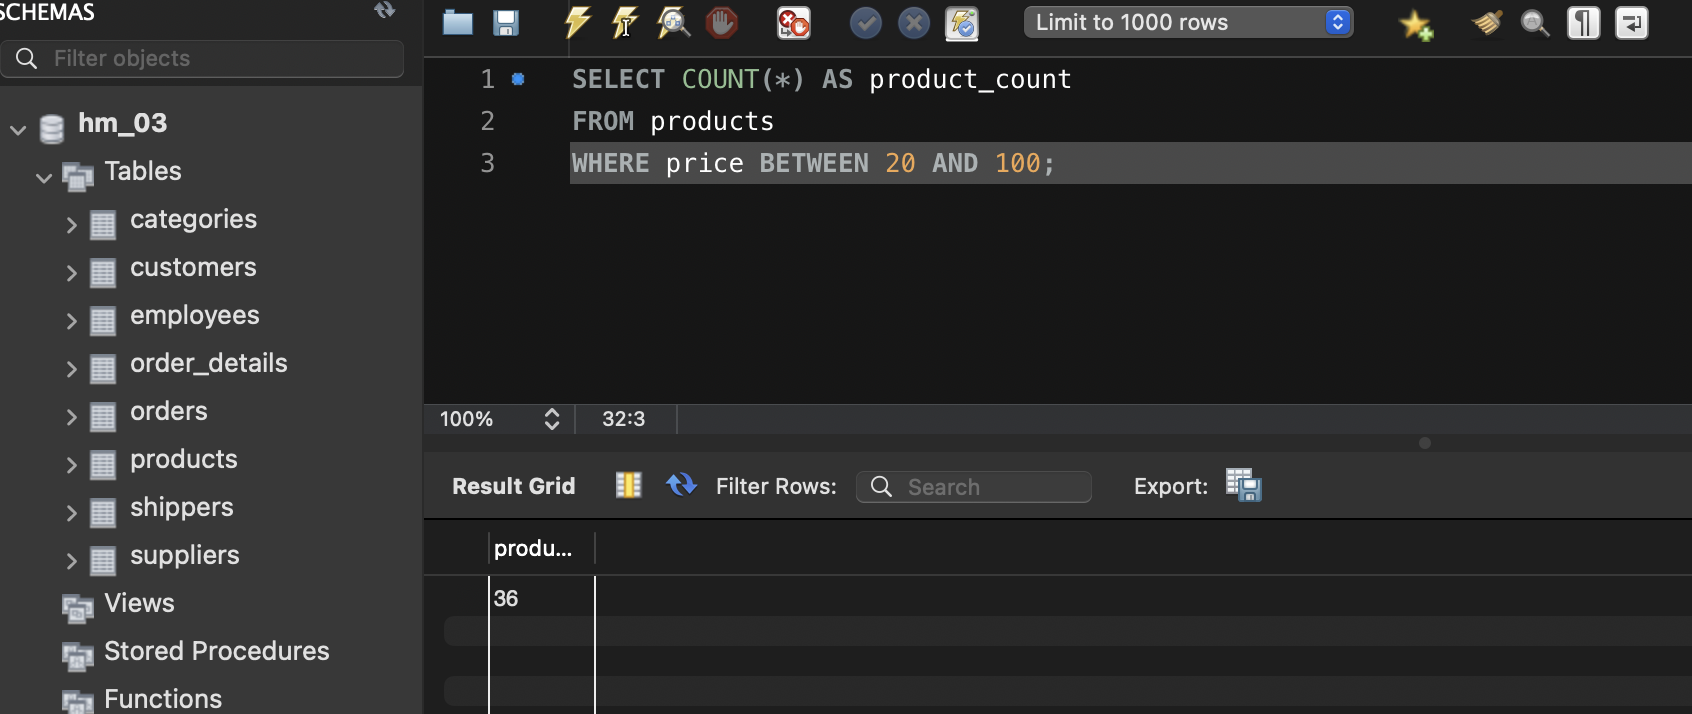 SCHEMAS
Filter objects
hm_03
Tables
categories
customers
employees
order_details
orders
products
shippers
suppliers
Views
Stored Procedures
Functions
Limit to 1000 rows
1 SELECT COUNT(*) AS product_count
2 FROM products
3 WHERE price BETWEEN 20 AND 100;
100% 32:3
Result Grid Filter Rows: Search Export:
produ...
36